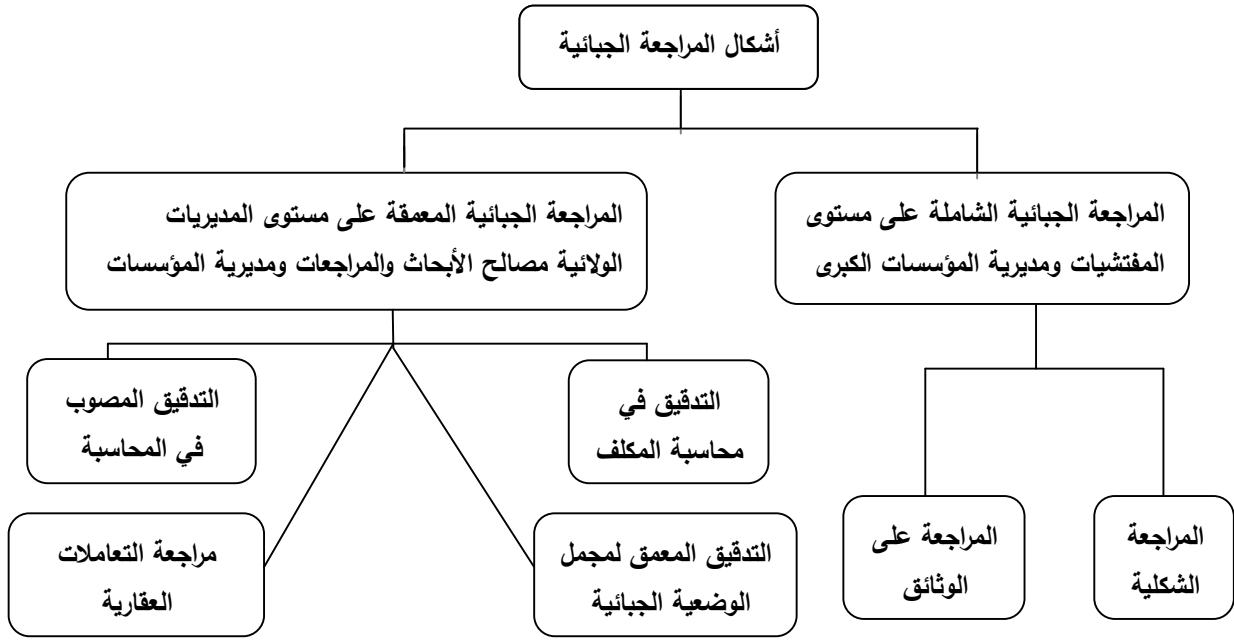 أشكال المراجعة الجبائية
المراجعة الجبائية الشاملة على مستوى
المفتشيات ومديرية المؤسسات الكبرى
المراجعة الجبائية المعمقة على مستوى المديريات
الولائية مصالح الأبحاث والمراجعات ومديرية المؤسسات
التدقيق في
محاسبة المكلف
التدقيق المصوب
في المحاسبة
المراجعة
الشكلية
المراجعة على
الوثائق
التدقيق المعمق لمجمل
الوضعية الجبائية
مراجعة التعاملات
العقارية